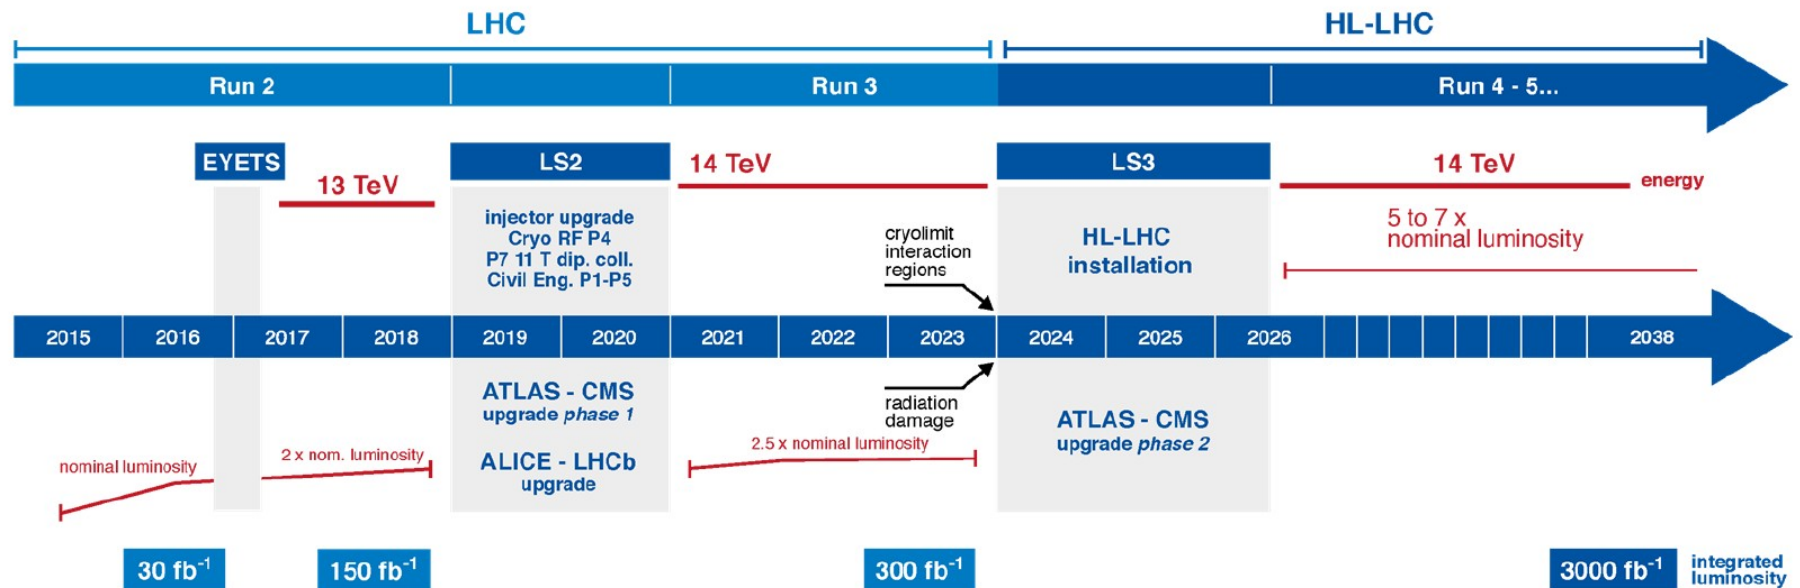 LHC
HL-LHC
Run 2
Run 3
Run 4 - 5...
EYETS
LS2
14 TeV
LS3
14 TeV
13 TeV
energy
injector upgrade
Cryo RF P4
P7 11 T dip. coll.
Civil Eng. P1-P5
cryolimit
interaction
regions
HL-LHC
installation
5 to 7 x
nominal luminosity
2015
2016
2017
2018
2019
2020
2021
2022
2023
2024
2025
2026
2038
ATLAS - CMS
upgrade phase 1
radiation
damage
ATLAS - CMS
upgrade phase 2
nominal luminosity
2 x nom. luminosity
ALICE - LHCb
upgrade
2.5 x nominal luminosity
30 fb⁻¹
150 fb⁻¹
300 fb⁻¹
3000 fb⁻¹
integrated
luminosity